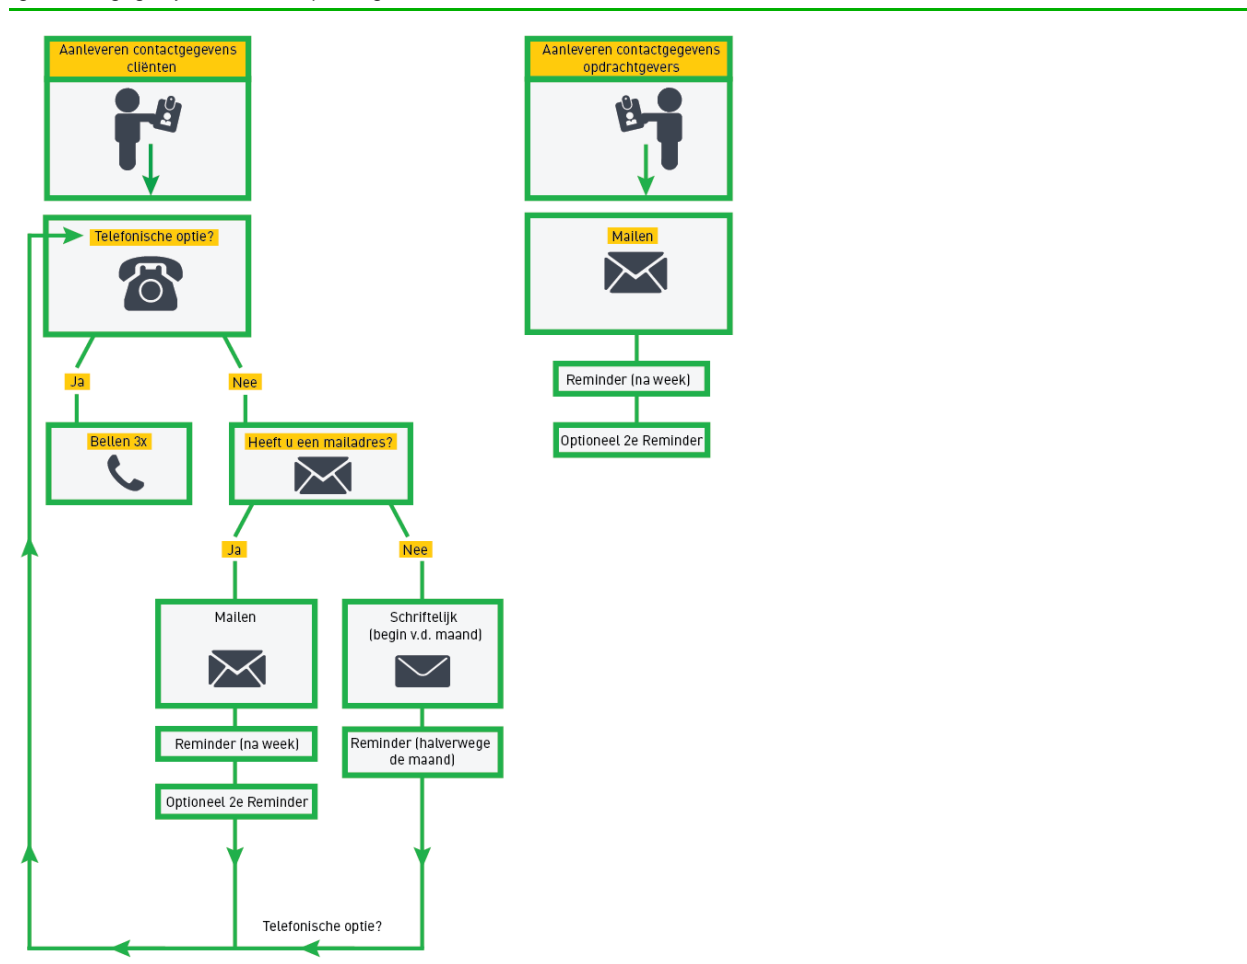 Aanleveren contactgegevens
cliënten
Aanleveren contactgegevens
opdrachtgevers
Telefonische optie?
Mailen
Ja
Nee
Reminder (na week)
Bellen 3x
Heeft u een mailadres?
Optioneel 2e Reminder
Ja
Nee
Mailen
Schriftelijk
(begin v.d. maand)
Reminder (na week)
Reminder (halverwege
de maand)
Optioneel 2e Reminder
Telefonische optie?